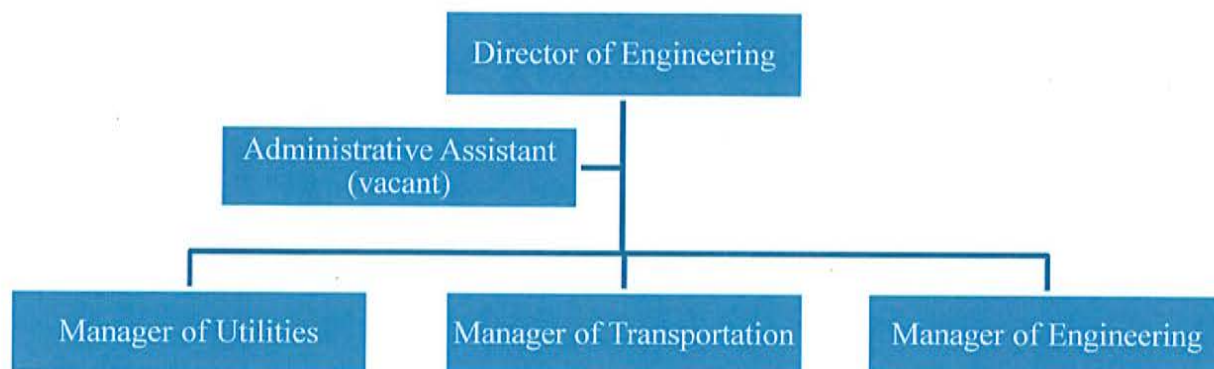 Director of Engineering
Administrative Assistant
(vacant)
Manager of Utilities
Manager of Transportation
Manager of Engineering